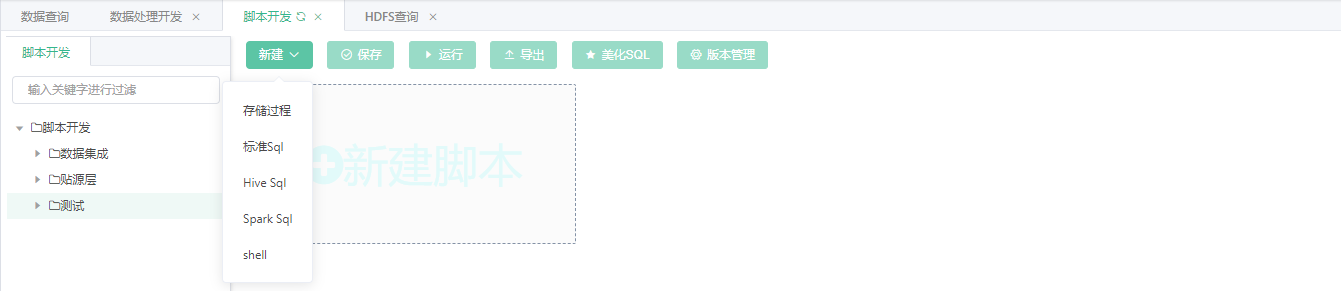 数据查询 数据处理开发 脚本开发 HDFS查询
脚本开发
新建 保存 运行 导出 美化SQL 版本管理
输入关键字进行过滤
脚本开发
数据集成
贴源层
测试
存储过程
标准Sql
Hive Sql
Spark Sql
shell
新建脚本